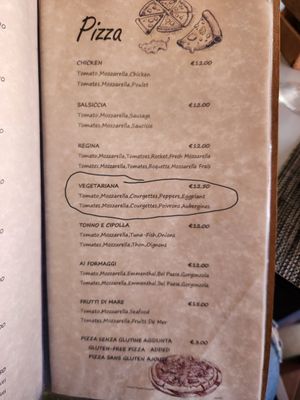 Pizza
CHICKEN €12.00
Tomato,Mozzarella,Chicken
Tomates,Mozzarella,Poulet
SALSICCIA €12.00
Tomato,Mozzarella,Sausage
Tomates,Mozzarella,Saucisse
REGINA €12.00
Tomato,Mozzarella,Tomatoes,Rocket,Fresh Mozzarella
Tomates,Mozzarella,Tomates,Roquette,Mozzarella Fraiche
VEGETARIANA €12.50
Tomato,Mozzarella,Courgettes,Peppers,Eggplant
Tomates,Mozzarella,Courgettes,Poivrons,Aubergines
TONNO E CIPOLLA €12.00
Tomato,Mozzarella,Tuna-Fish,Onions
Tomates,Mozzarella,Thon,Oignons
AI FORMAGGI €12.00
Tomato,Mozzarella,Emmenthal,Bel Paese,Gorgonzola
Tomates,Mozzarella,Emmenthal,Bel Paese,Gorgonzola
FRUTTI DI MARE €15.00
Tomato,Mozzarella,Seafood
Tomates,Mozzarella,Fruits De Mer
PIZZA SENZA GLUTINE AGGIUNTA €3.00
GLUTEN-FREE PIZZA ADDED
PIZZA SANS GLUTEN AJOUTE